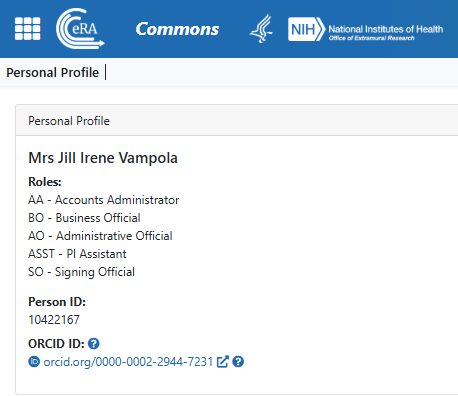 eRA Commons NIH National Institutes of Health
Office of Extramural Research
Personal Profile
Personal Profile
Mrs Jill Irene Vampola
Roles:
AA - Accounts Administrator
BO - Business Official
AO - Administrative Official
ASST - PI Assistant
SO - Signing Official
Person ID:
10422167
ORCID ID: ?
iD orcid.org/0000-0002-2944-7231 ?